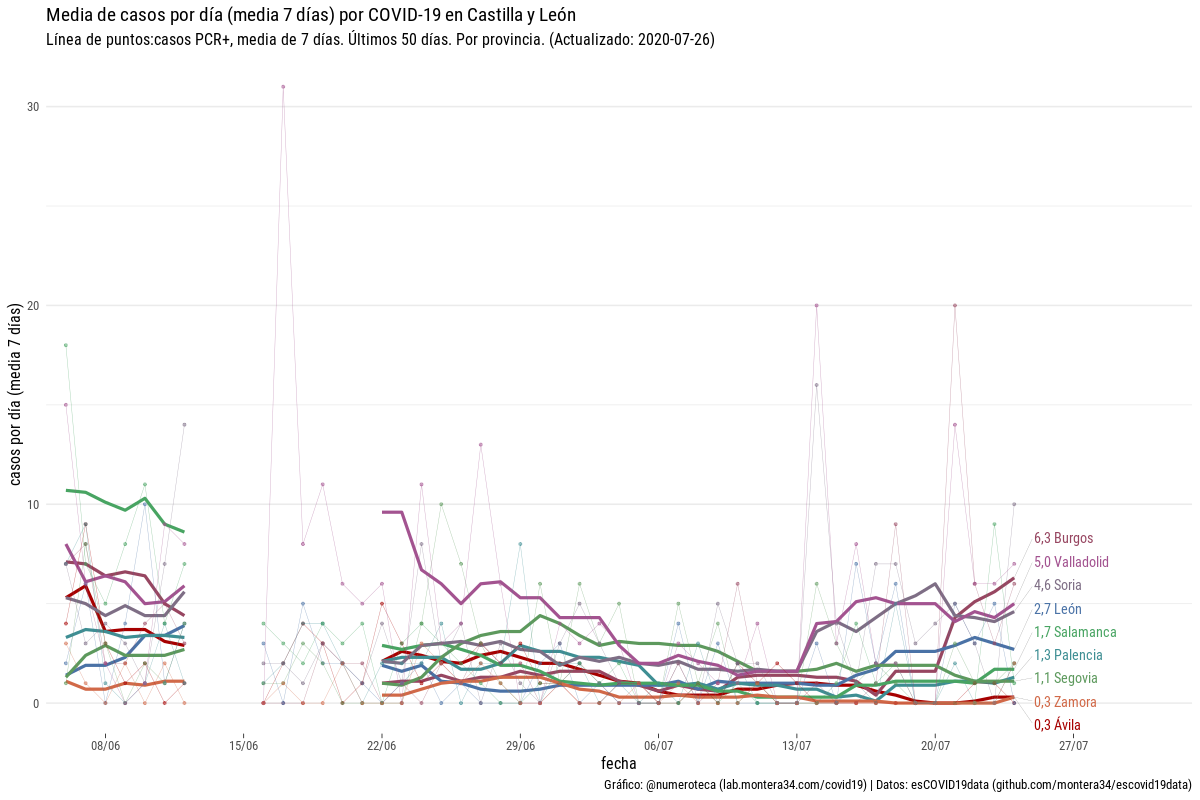 Media de casos por día (media 7 días) por COVID-19 en Castilla y León
Línea de puntos:casos PCR+, media de 7 días. Últimos 50 días. Por provincia. (Actualizado: 2020-07-26)
casos por día (media 7 días)
30
20
10
0
6,3 Burgos
5,0 Valladolid
4,6 Soria
2,7 León
1,7 Salamanca
1,3 Palencia
1,1 Segovia
0,3 Zamora
0,3 Ávila
08/06 15/06 22/06 29/06 06/07 13/07 20/07 27/07
fecha
Gráfico: @numeroteca (lab.montera34.com/covid19) | Datos: esCOVID19data (github.com/montera34/escovid19data)